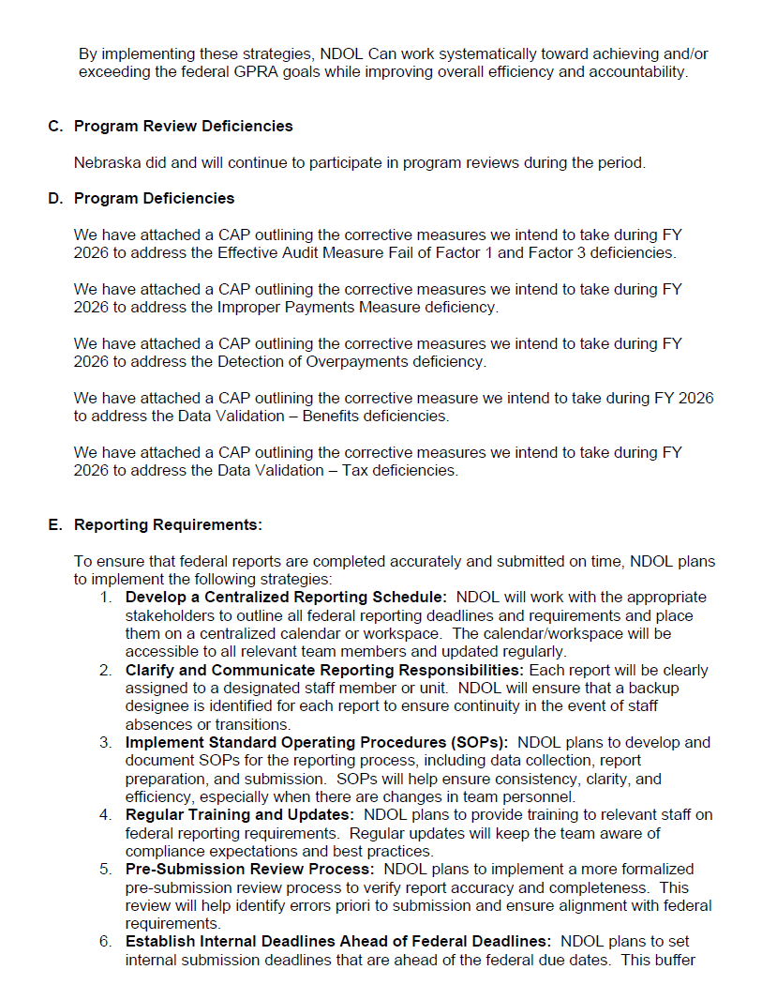 By implementing these strategies, NDOL Can work systematically toward achieving and/or
exceeding the federal GPRA goals while improving overall efficiency and accountability.
C. Program Review Deficiencies
Nebraska did and will continue to participate in program reviews during the period.
D. Program Deficiencies
We have attached a CAP outlining the corrective measures we intend to take during FY
2026 to address the Effective Audit Measure Fail of Factor 1 and Factor 3 deficiencies.
We have attached a CAP outlining the corrective measures we intend to take during FY
2026 to address the Improper Payments Measure deficiency.
We have attached a CAP outlining the corrective measures we intend to take during FY
2026 to address the Detection of Overpayments deficiency.
We have attached a CAP outlining the corrective measure we intend to take during FY 2026
to address the Data Validation – Benefits deficiencies.
We have attached a CAP outlining the corrective measures we intend to take during FY
2026 to address the Data Validation – Tax deficiencies.
E. Reporting Requirements:
To ensure that federal reports are completed accurately and submitted on time, NDOL plans
to implement the following strategies:
1. Develop a Centralized Reporting Schedule: NDOL will work with the appropriate
stakeholders to outline all federal reporting deadlines and requirements and place
them on a centralized calendar or workspace. The calendar/workspace will be
accessible to all relevant team members and updated regularly.
2. Clarify and Communicate Reporting Responsibilities: Each report will be clearly
assigned to a designated staff member or unit. NDOL will ensure that a backup
designee is identified for each report to ensure continuity in the event of staff
absences or transitions.
3. Implement Standard Operating Procedures (SOPs): NDOL plans to develop and
document SOPs for the reporting process, including data collection, report
preparation, and submission. SOPs will help ensure consistency, clarity, and
efficiency, especially when there are changes in team personnel.
4. Regular Training and Updates: NDOL plans to provide training to relevant staff on
federal reporting requirements. Regular updates will keep the team aware of
compliance expectations and best practices.
5. Pre-Submission Review Process: NDOL plans to implement a more formalized
pre-submission review process to verify report accuracy and completeness. This
review will help identify errors priori to submission and ensure alignment with federal
requirements.
6. Establish Internal Deadlines Ahead of Federal Deadlines: NDOL plans to set
internal submission deadlines that are ahead of the federal due dates. This buffer